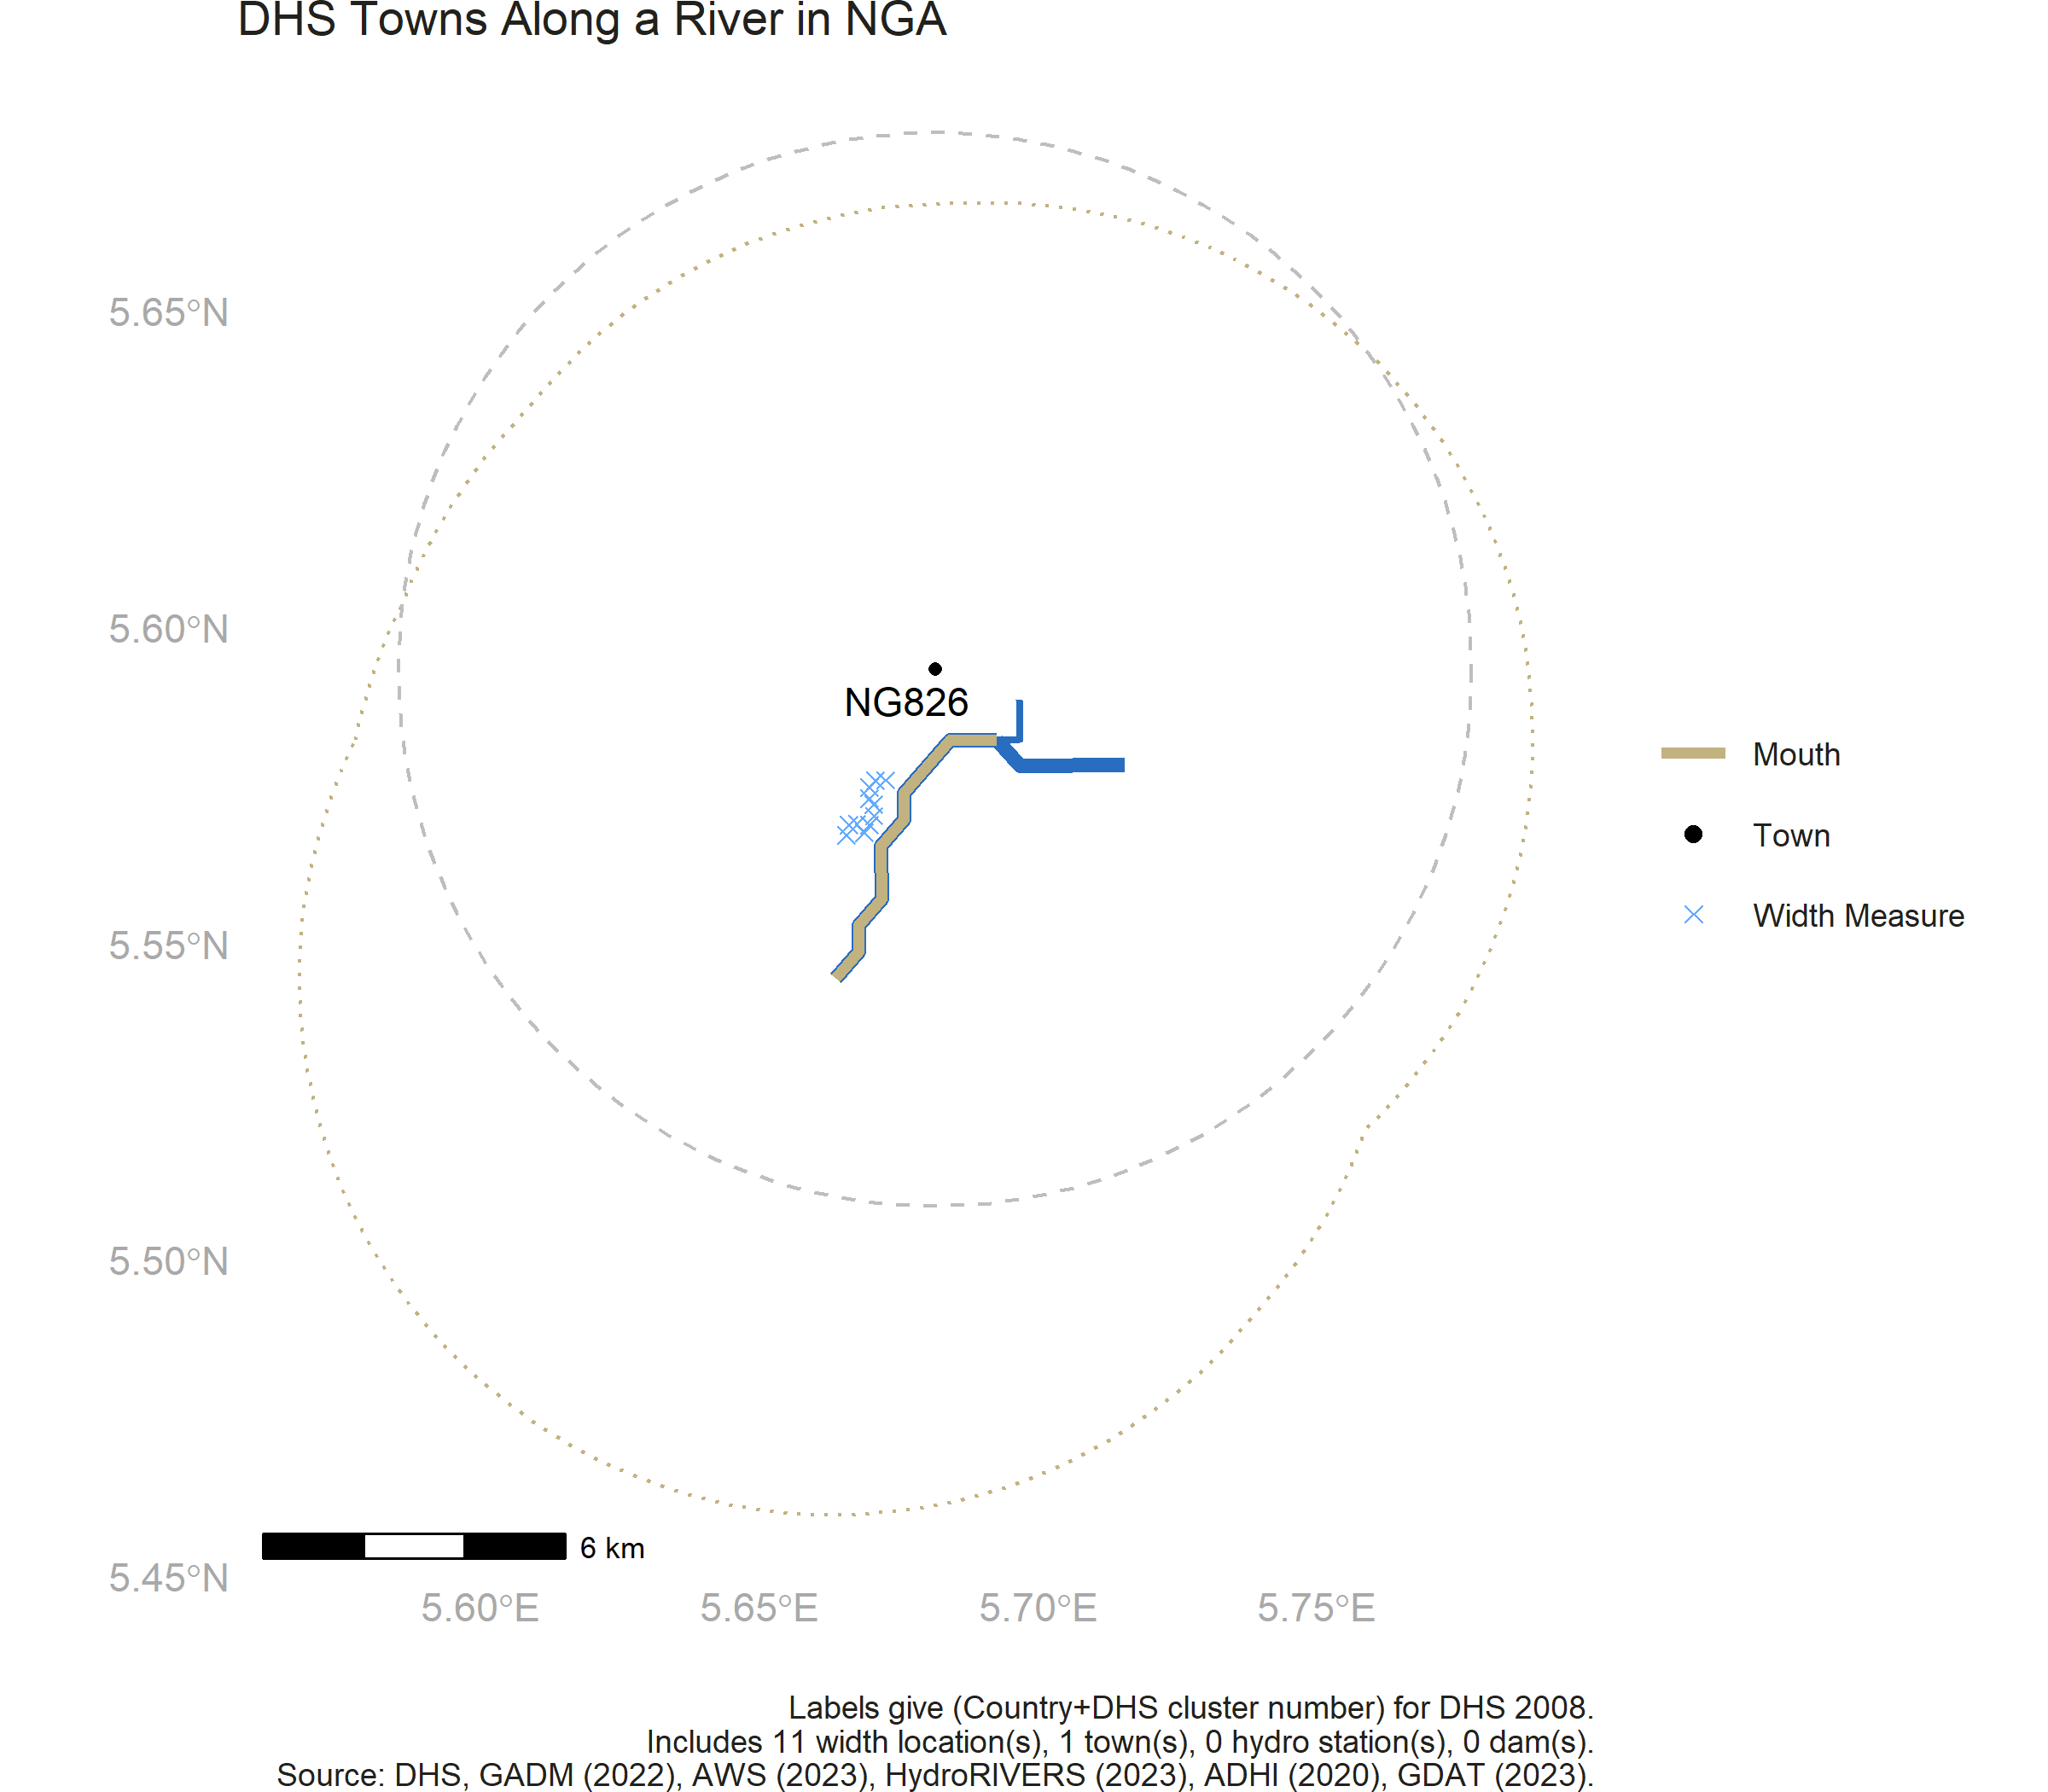 DHS Towns Along a River in NGA
5.65°N
5.60°N
NG826
Mouth
Town
Width Measure
5.55°N
5.50°N
5.45°N
6 km
5.60°E
5.65°E
5.70°E
5.75°E
Labels give (Country+DHS cluster number) for DHS 2008.
Includes 11 width location(s), 1 town(s), 0 hydro station(s), 0 dam(s).
Source: DHS, GADM (2022), AWS (2023), HydroRIVERS (2023), ADHI (2020), GDAT (2023).